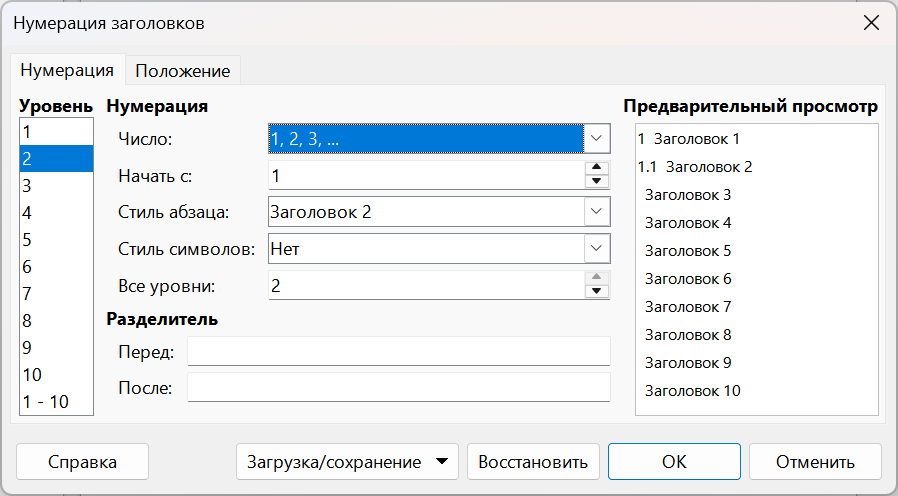 Нумерация заголовков
Нумерация
Положение
Уровень
1
2
3
4
5
6
7
8
9
10
1 - 10
Нумерация
Число: 1, 2, 3, ...
Начать с: 1
Стиль абзаца: Заголовок 2
Стиль символов: Нет
Все уровни: 2
Разделитель
Перед:
После:
Предварительный просмотр
1 Заголовок 1
1.1 Заголовок 2
Заголовок 3
Заголовок 4
Заголовок 5
Заголовок 6
Заголовок 7
Заголовок 8
Заголовок 9
Заголовок 10
Справка
Загрузка/сохранение
Восстановить
OK
Отменить